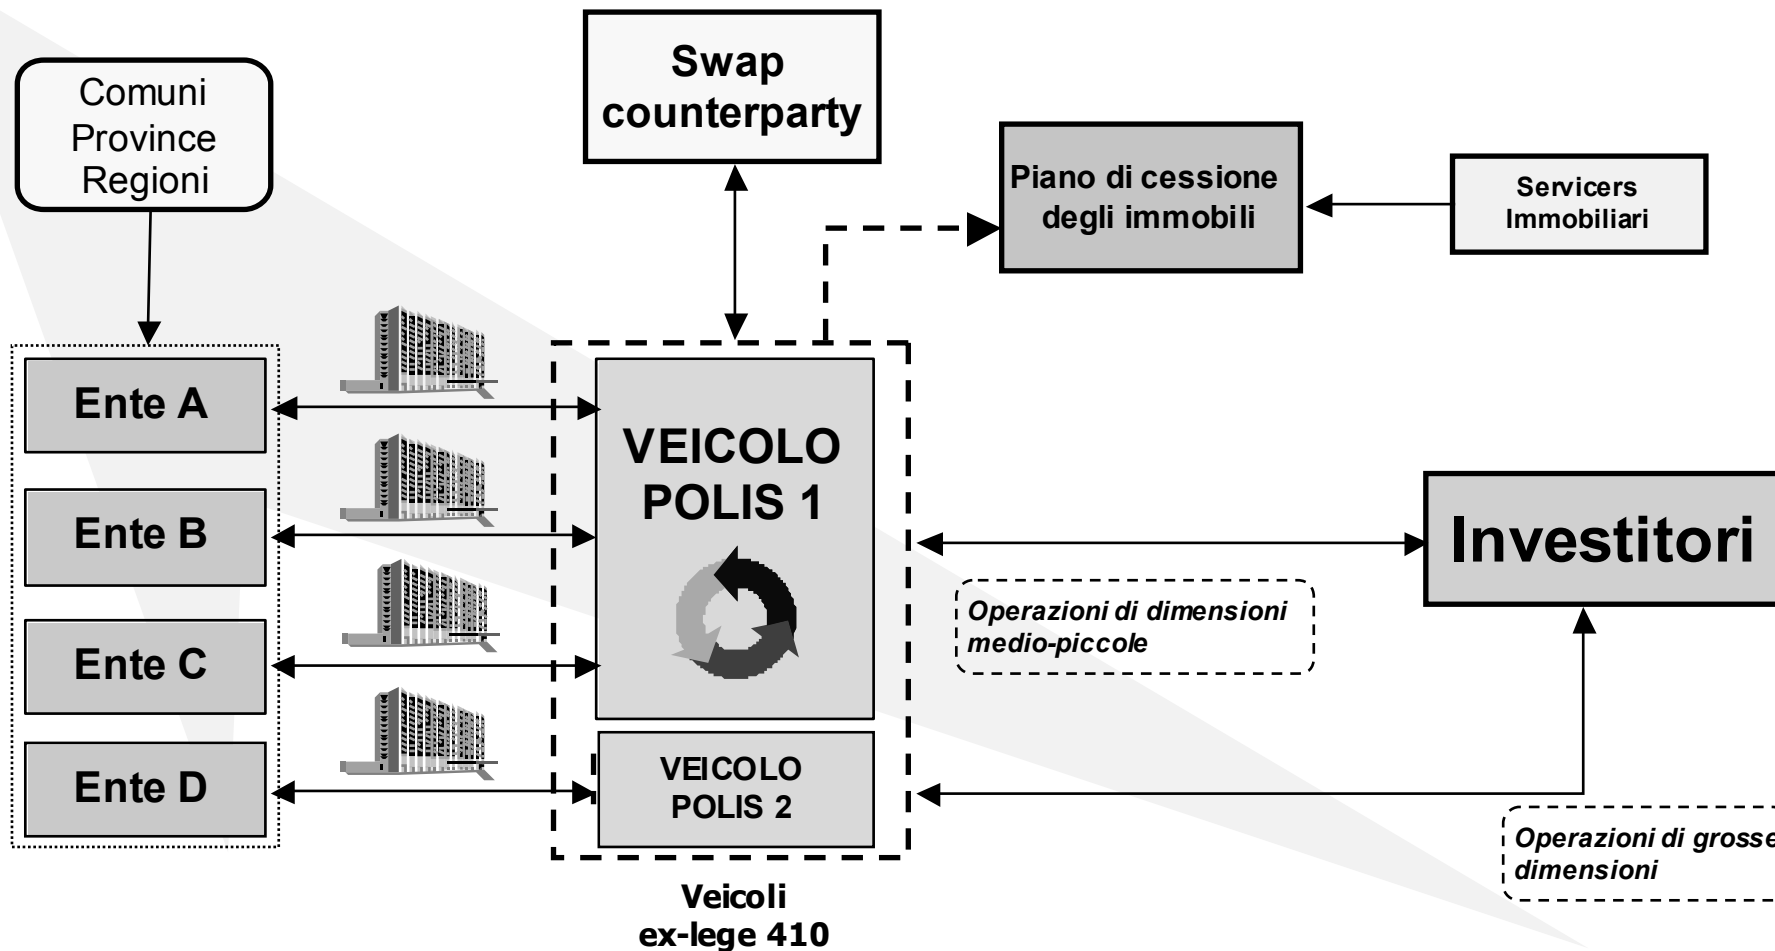 Swap
counterparty
Comuni
Province
Regioni
Piano di cessione
degli immobili
Servicers
Immobiliari
Ente A
Ente B
Ente C
Ente D
VEICOLO
POLIS 1
VEICOLO
POLIS 2
Investitori
Operazioni di dimensioni
medio-piccole
Operazioni di grosse
dimensioni
Veicoli
ex-lege 410